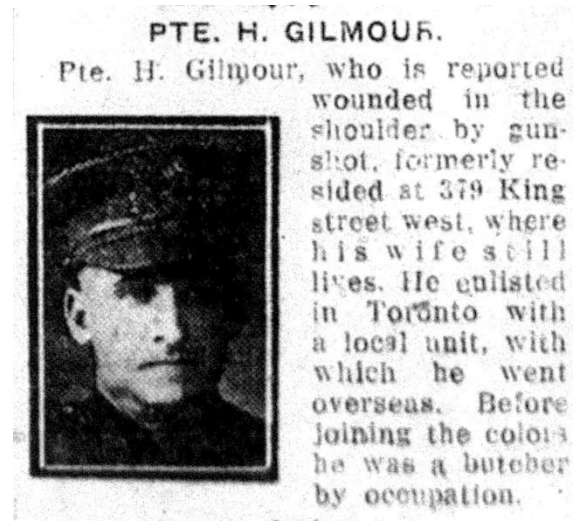 PTE. H. GILMOUR.
Pte. H. Gilmour, who is reported
wounded in the
shoulder by gun-
shot, formerly re-
sided at 379 King
street west, where
his wife still
lives. He enlisted
in Toronto with
a local unit, with
which he went
overseas. Before
joining the colors
he was a butcher
by occupation.